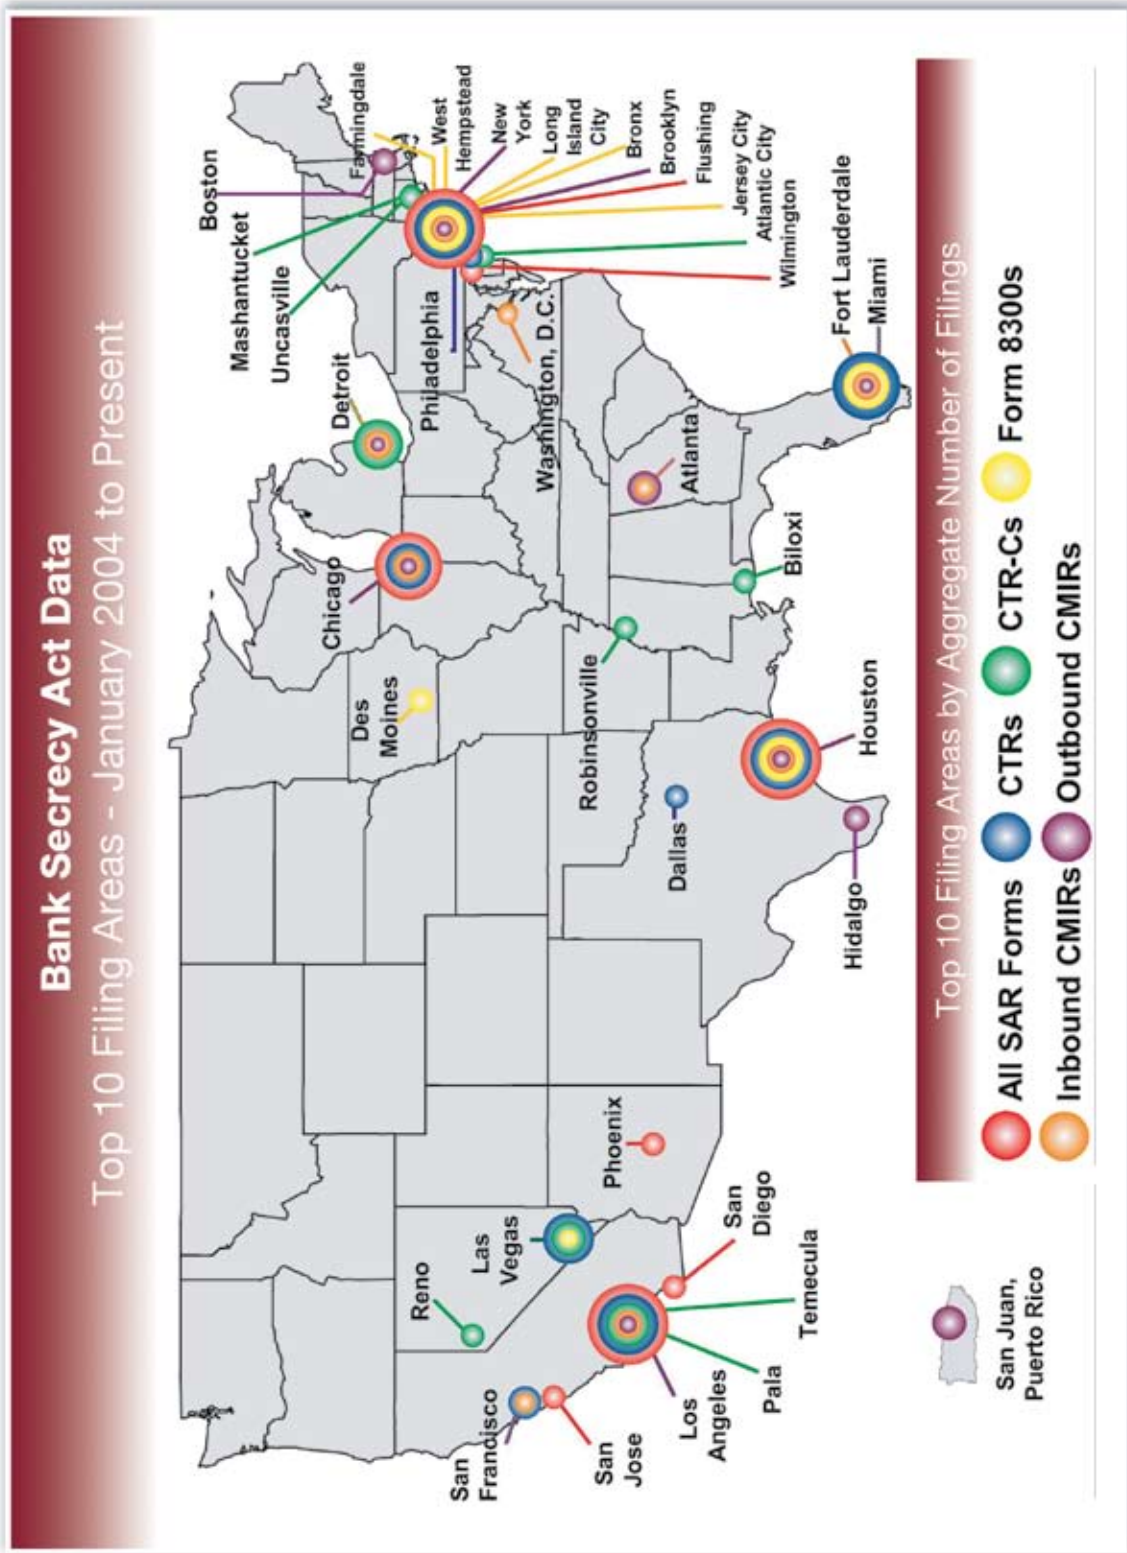 Bank Secrecy Act Data
Top 10 Filing Areas - January 2004 to Present
Boston
Mashantucket
Uncasville
Farmingdale
West
Hempstead
New
York
Long
Island
City
Bronx
Brooklyn
Flushing
Jersey City
Atlantic City
Wilmington
Philadelphia
Washington, D.C.
Detroit
Chicago
Des
Moines
Reno
Las
Vegas
San
Francisco
San
Jose
Los
Angeles
Pala
Temecula
San
Diego
Phoenix
Dallas
Robinsonville
Atlanta
Biloxi
Houston
Hidalgo
Fort Lauderdale
Miami
San Juan,
Puerto Rico
Top 10 Filing Areas by Aggregate Number of Filings
All SAR Forms
CTRs
CTR-Cs
Form 8300s
Inbound CMIRs
Outbound CMIRs